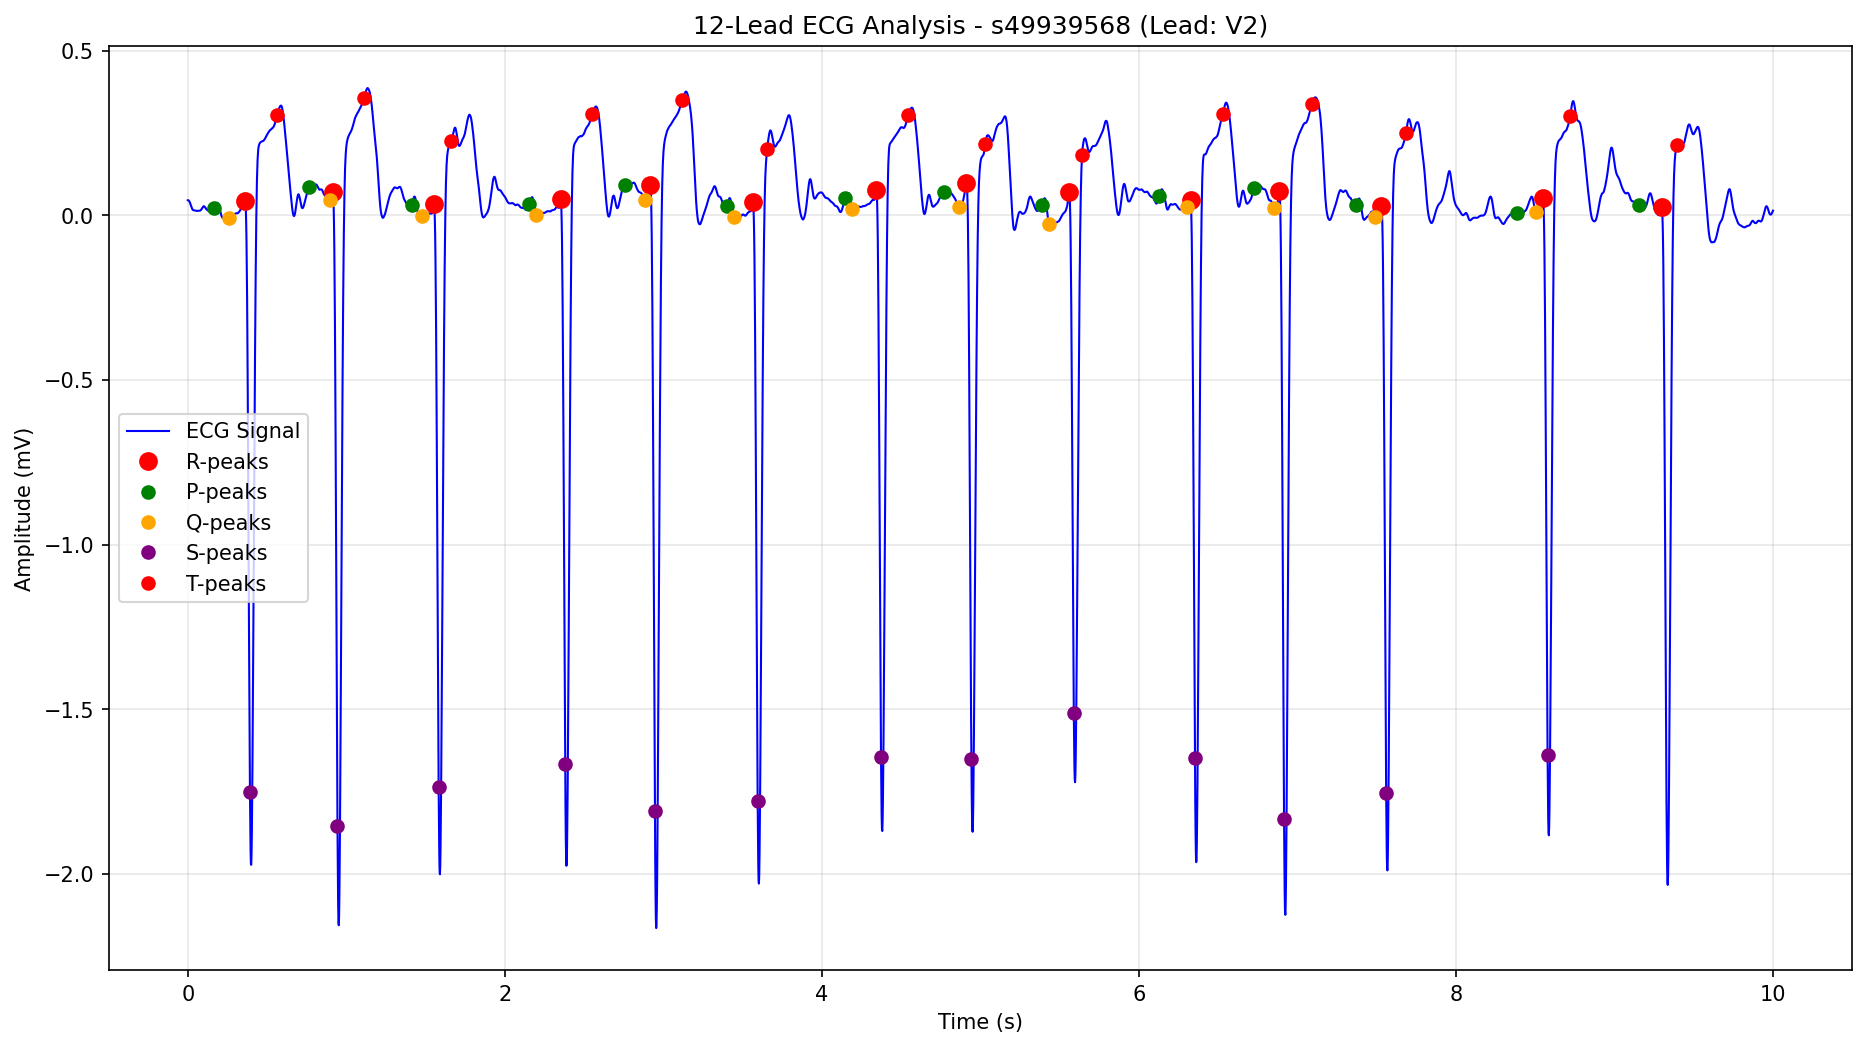 12-Lead ECG Analysis - s49939568 (Lead: V2)
0.5
0.0
−0.5
−1.0
−1.5
−2.0
Amplitude (mV)
ECG Signal
R-peaks
P-peaks
Q-peaks
S-peaks
T-peaks
0 2 4 6 8 10
Time (s)